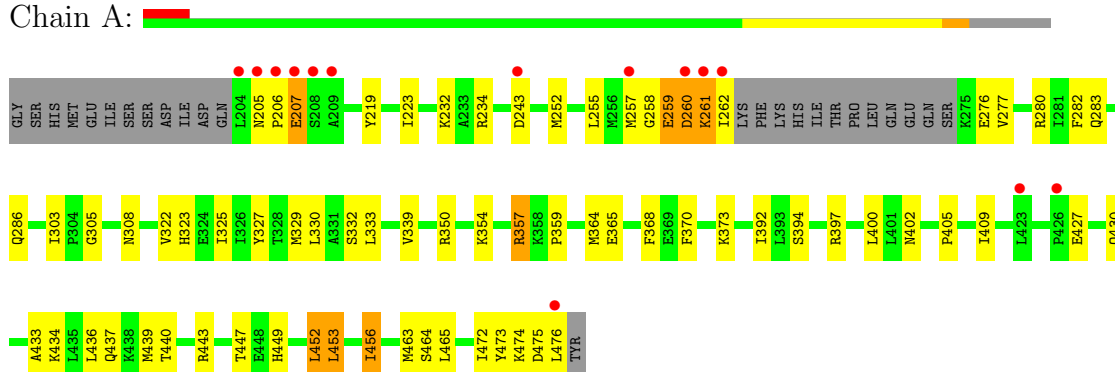 Chain A:
GLY SER HIS MET GLU ILE SER SER ASP ILE ASP GLN L204 N205 P206 E207 S208 A209 Y219 I223 K232 A233 R234 D243 M252 L255 M256 M257 G258 E259 D260 K261 I262 LYS PHE LYS HIS ILE THR PRO LEU GLN GLU GLN SER K275 E276 V277 R280 I281 F282 Q283
Q286 I303 P304 G305 N308 V322 H323 E324 I325 I326 Y327 T328 M329 L330 A331 S332 L333 V339 R350 K354 R357 K358 P359 M364 E365 F368 E369 F370 K373 I392 L393 S394 R397 L400 L401 N402 P405 I409 L423 P426 E427
A433 K434 L435 L436 Q437 K438 M439 T440 R443 T447 E448 H449 L452 L453 I456 M463 S464 L465 I472 Y473 K474 D475 L476 TYR